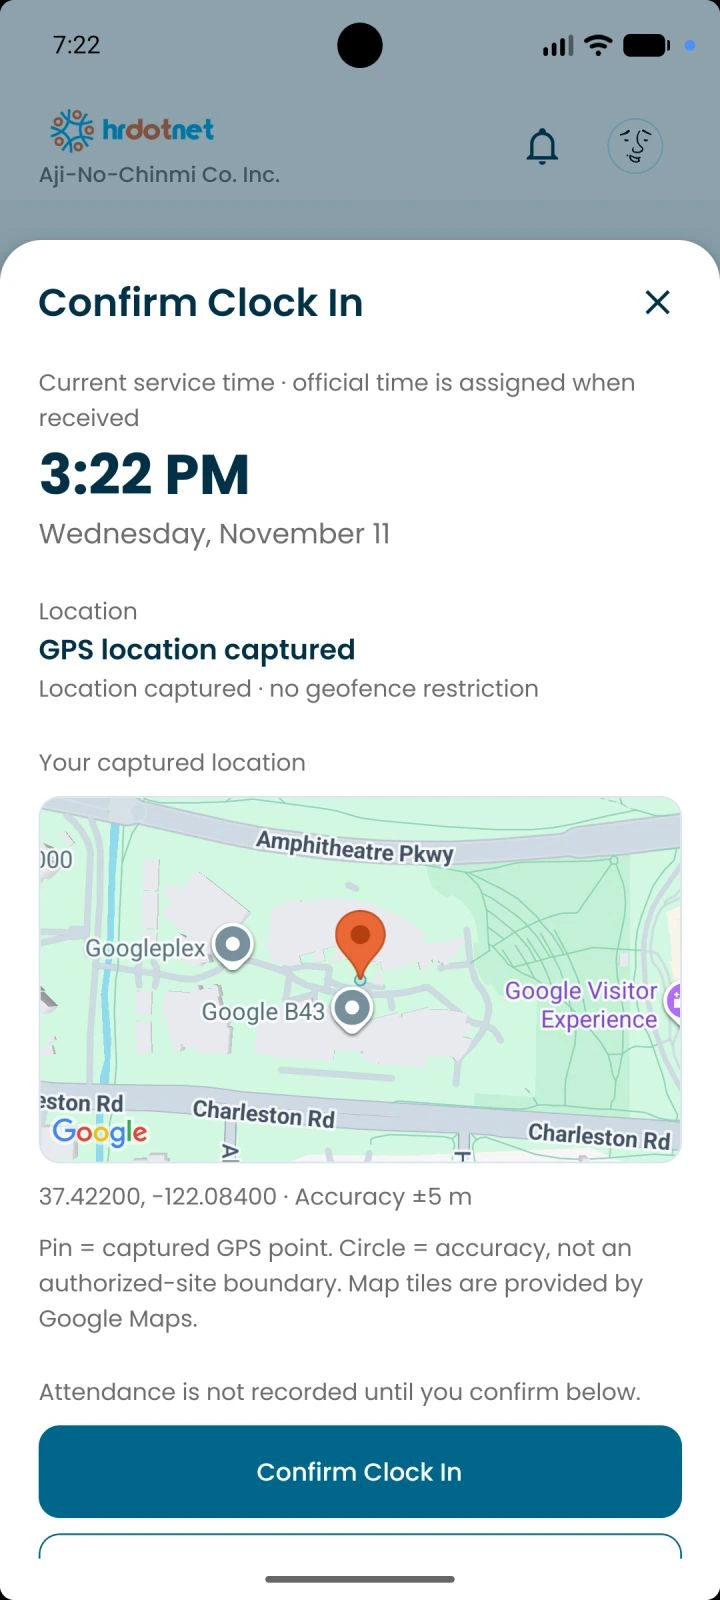 7:22
hrdotnet
Aji-No-Chinmi Co. Inc.
Confirm Clock In
Current service time · official time is assigned when
received
3:22 PM
Wednesday, November 11
Location
GPS location captured
Location captured · no geofence restriction
Your captured location
Amphitheatre Pkwy
000
Googleplex
Google B43
Google Visitor
Experience
eston Rd
Charleston Rd
Charleston Rd
Google
37.42200, -122.08400 · Accuracy ±5 m
Pin = captured GPS point. Circle = accuracy, not an
authorized-site boundary. Map tiles are provided by
Google Maps.
Attendance is not recorded until you confirm below.
Confirm Clock In